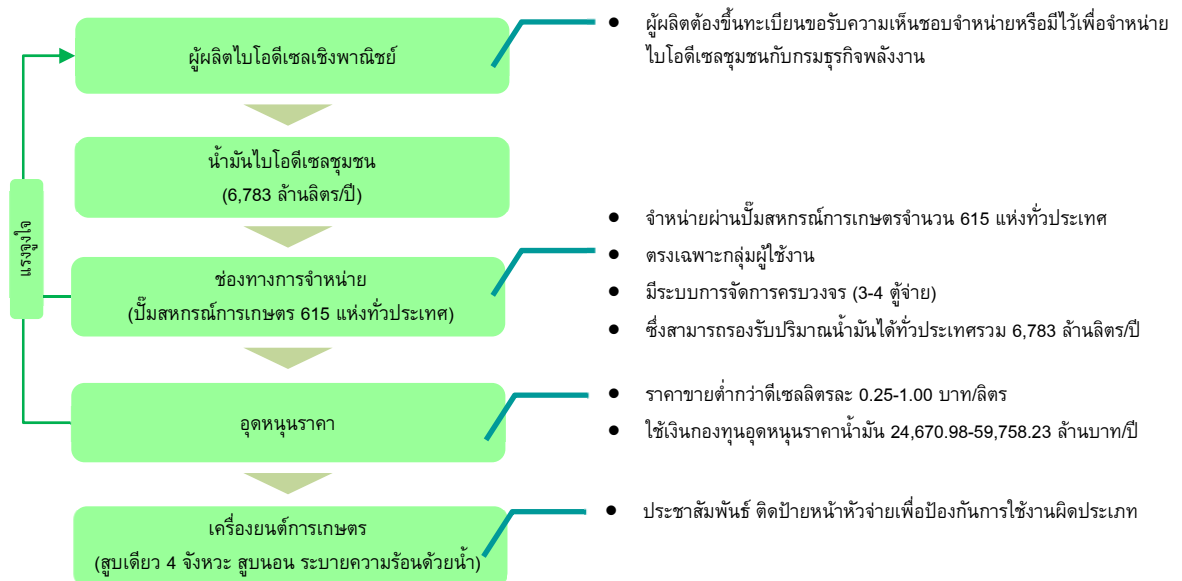 ผู้ผลิตไบโอดีเซลเชิงพาณิชย์
● ผู้ผลิตต้องขึ้นทะเบียนขอรับความเห็นชอบจำหน่ายหรือมีไว้เพื่อจำหน่าย
ไบโอดีเซลชุมชนกับกรมธุรกิจพลังงาน
น้ำมันไบโอดีเซลชุมชน
(6,783 ล้านลิตร/ปี)
แรงจูงใจ
ช่องทางการจำหน่าย
(ปั๊มสหกรณ์การเกษตร 615 แห่งทั่วประเทศ)
● จำหน่ายผ่านปั๊มสหกรณ์การเกษตรจำนวน 615 แห่งทั่วประเทศ
● ตรงเฉพาะกลุ่มผู้ใช้งาน
● มีระบบการจัดการครบวงจร (3-4 ตู้จ่าย)
● ซึ่งสามารถรองรับปริมาณน้ำมันได้ทั่วประเทศรวม 6,783 ล้านลิตร/ปี
อุดหนุนราคา
● ราคาขายต่ำกว่าดีเซลลิตรละ 0.25-1.00 บาท/ลิตร
● ใช้เงินกองทุนอุดหนุนราคาน้ำมัน 24,670.98-59,758.23 ล้านบาท/ปี
เครื่องยนต์การเกษตร
(สูบเดียว 4 จังหวะ สูบนอน ระบายความร้อนด้วยน้ำ)
● ประชาสัมพันธ์ ติดป้ายหน้าหัวจ่ายเพื่อป้องกันการใช้งานผิดประเภท